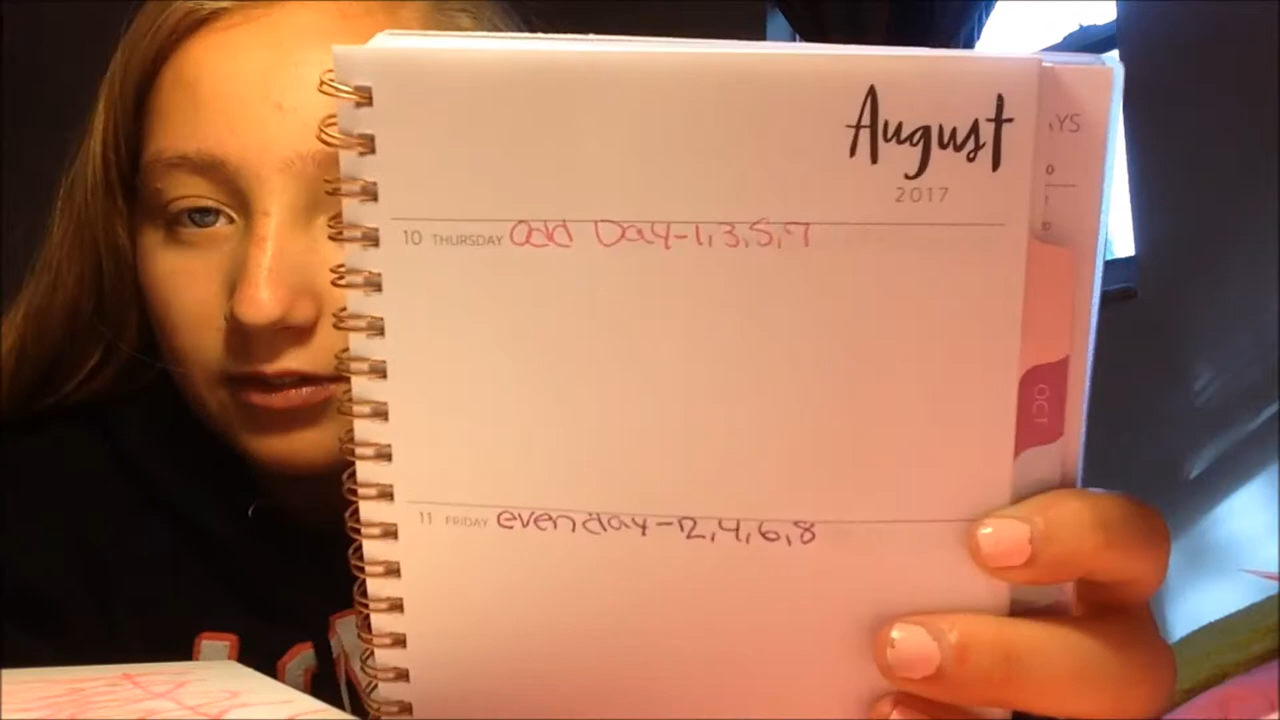 August
2017
YS
10 THURSDAY Odd Day-1,3,5,7
OCT
11 FRIDAY even day-2,4,6,8